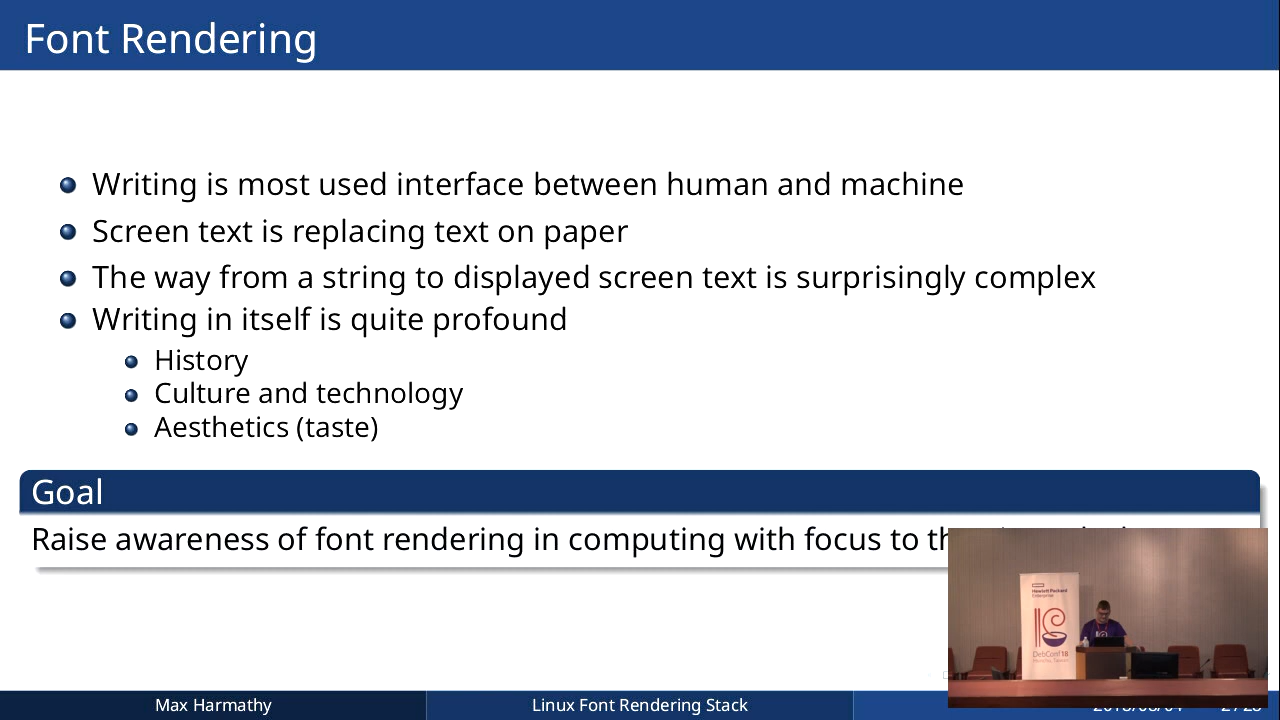 Font Rendering
Writing is most used interface between human and machine
Screen text is replacing text on paper
The way from a string to displayed screen text is surprisingly complex
Writing in itself is quite profound
History
Culture and technology
Aesthetics (taste)
Goal
Raise awareness of font rendering in computing with focus to
Hewlett Packard
Enterprise
DebConf18
Max Harmathy
Linux Font Rendering Stack